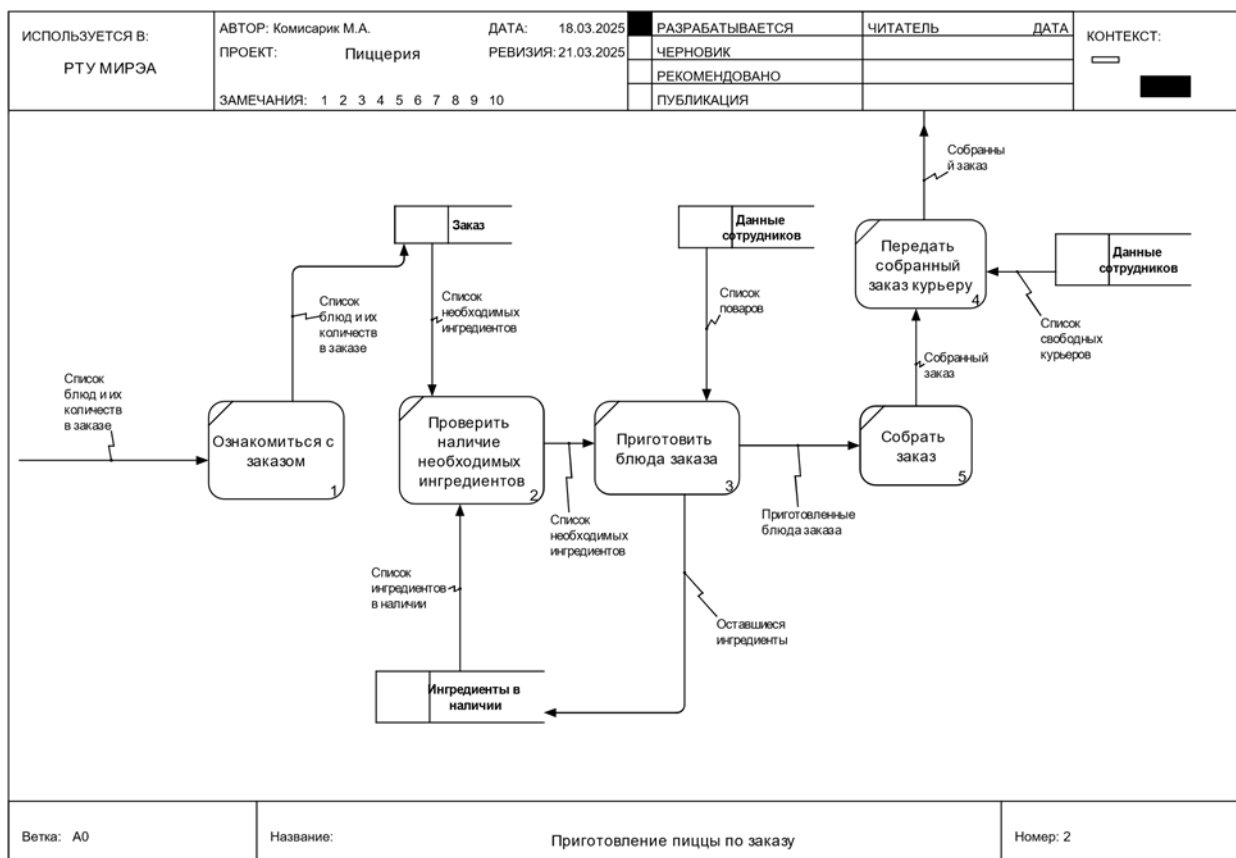 ИСПОЛЬЗУЕТСЯ В:
РТУ МИРЭА
АВТОР: Комисарик М.А.
ДАТА: 18.03.2025
ПРОЕКТ: Пиццерия
РЕВИЗИЯ: 21.03.2025
ЗАМЕЧАНИЯ: 1 2 3 4 5 6 7 8 9 10
РАЗРАБАТЫВАЕТСЯ
ЧЕРНОВИК
РЕКОМЕНДОВАНО
ПУБЛИКАЦИЯ
ЧИТАТЕЛЬ
ДАТА
КОНТЕКСТ:
Собранны
й заказ
Заказ
Данные
сотрудников
Передать
собранный
заказ курьеру
4
Данные
сотрудников
Список
блюд и их
количеств
в заказе
Список
необходимых
ингредиентов
Список
поваров
Список
свободных
курьеров
Собранный
заказ
Список
блюд и их
количеств
в заказе
Ознакомиться с
заказом
1
Проверить
наличие
необходимых
ингредиентов
2
Приготовить
блюда заказа
3
Собрать
заказ
5
Список
необходимых
ингредиентов
Приготовленные
блюда заказа
Список
ингредиентов
в наличии
Оставшиеся
ингредиенты
Ингредиенты в
наличии
Ветка: A0
Название:
Приготовление пиццы по заказу
Номер: 2